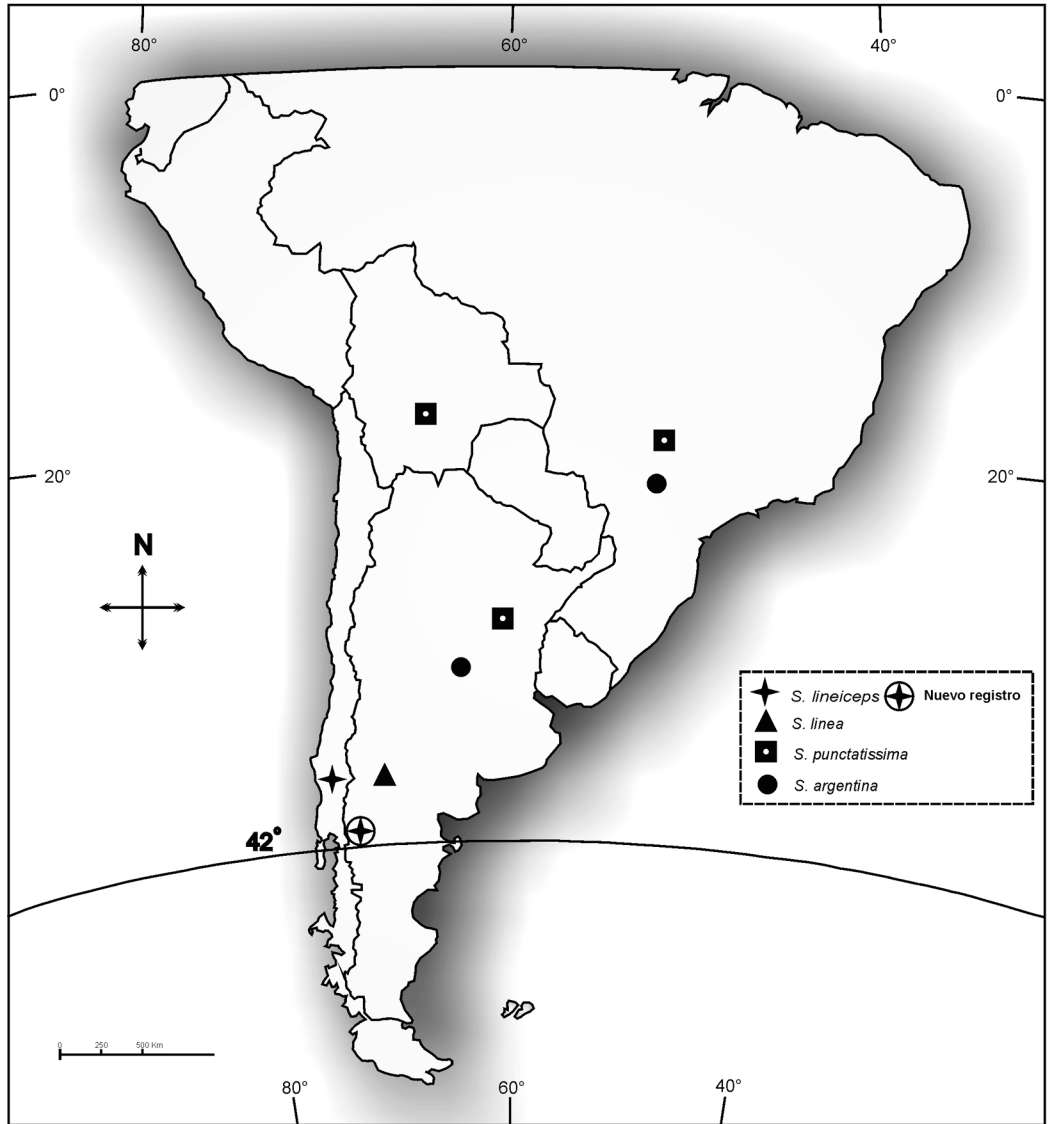 80° 60° 40°
0° 0°
20° 20°
N
S. lineiceps Nuevo registro
S. linea
S. punctatissima
S. argentina
42°
0 250 500 Km
80° 60° 40°